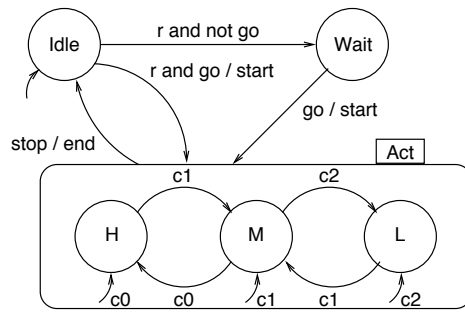 Idle
r and not go
Wait
r and go / start
go / start
stop / end
Act
c1
c2
H
M
L
c0
c0
c1
c1
c2